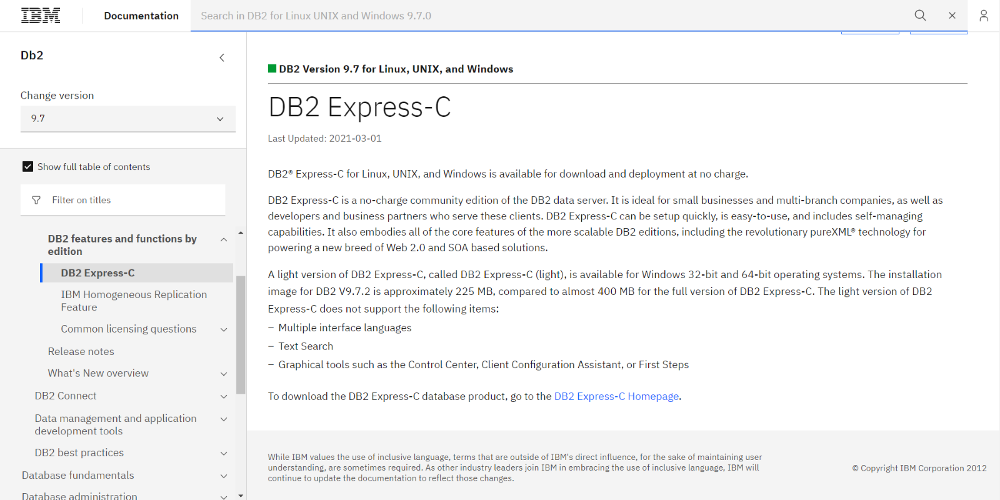 IBM
Documentation
Search in DB2 for Linux UNIX and Windows 9.7.0
Db2
Change version
9.7
Show full table of contents
Filter on titles
DB2 features and functions by
edition
DB2 Express-C
IBM Homogeneous Replication
Feature
Common licensing questions
Release notes
What's New overview
DB2 Connect
Data management and application
development tools
DB2 best practices
Database fundamentals
Database administration
DB2 Version 9.7 for Linux, UNIX, and Windows
DB2 Express-C
Last Updated: 2021-03-01
DB2® Express-C for Linux, UNIX, and Windows is available for download and deployment at no charge.
DB2 Express-C is a no-charge community edition of the DB2 data server. It is ideal for small businesses and multi-branch companies, as well as
developers and business partners who serve these clients. DB2 Express-C can be setup quickly, is easy-to-use, and includes self-managing
capabilities. It also embodies all of the core features of the more scalable DB2 editions, including the revolutionary pureXML® technology for
powering a new breed of Web 2.0 and SOA based solutions.
A light version of DB2 Express-C, called DB2 Express-C (light), is available for Windows 32-bit and 64-bit operating systems. The installation
image for DB2 V9.7.2 is approximately 225 MB, compared to almost 400 MB for the full version of DB2 Express-C. The light version of DB2
Express-C does not support the following items:
– Multiple interface languages
– Text Search
– Graphical tools such as the Control Center, Client Configuration Assistant, or First Steps
To download the DB2 Express-C database product, go to the DB2 Express-C Homepage.
While IBM values the use of inclusive language, terms that are outside of IBM's direct influence, for the sake of maintaining user
understanding, are sometimes required. As other industry leaders join IBM in embracing the use of inclusive language, IBM will
continue to update the documentation to reflect those changes.
© Copyright IBM Corporation 2012